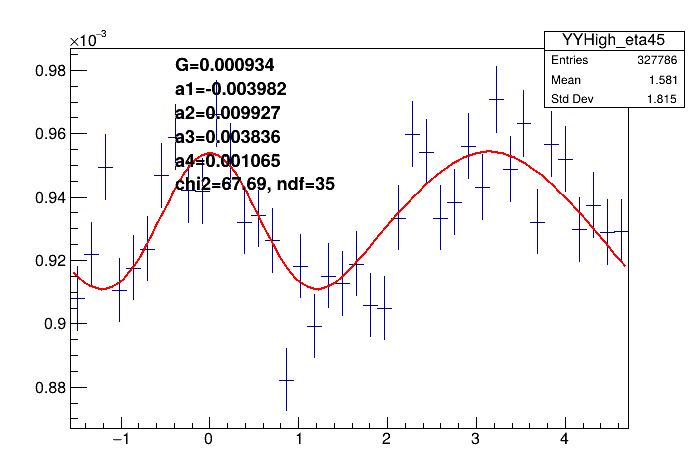 ×10⁻³
YYHigh_eta45
Entries 327786
Mean 1.581
Std Dev 1.815
G=0.000934
a1=-0.003982
a2=0.009927
a3=0.003836
a4=0.001065
chi2=67.69, ndf=35
0.98
0.96
0.94
0.92
0.9
0.88
−1 0 1 2 3 4